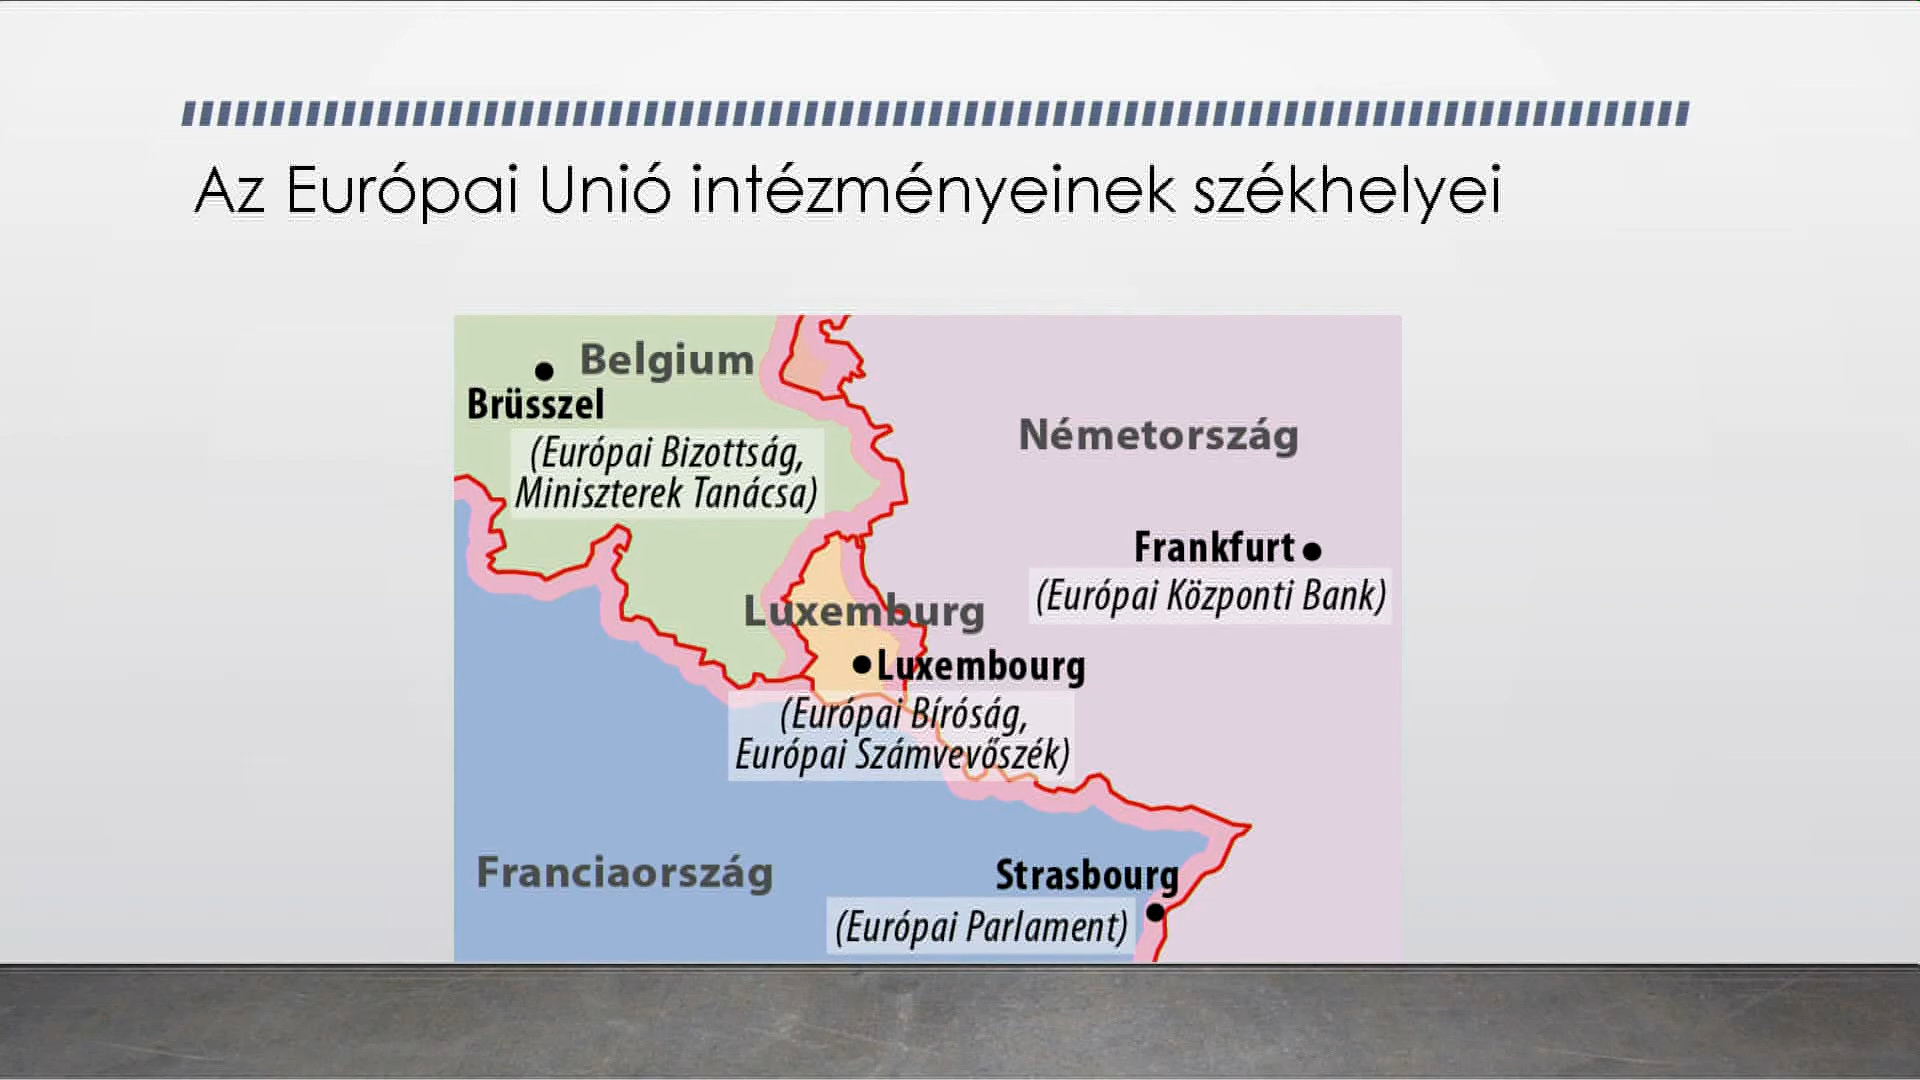 Az Európai Unió intézményeinek székhelyei
Belgium
Brüsszel
(Európai Bizottság,
Miniszterek Tanácsa)
Németország
Frankfurt
(Európai Központi Bank)
Luxemburg
Luxembourg
(Európai Bíróság,
Európai Számvevőszék)
Franciaország
Strasbourg
(Európai Parlament)